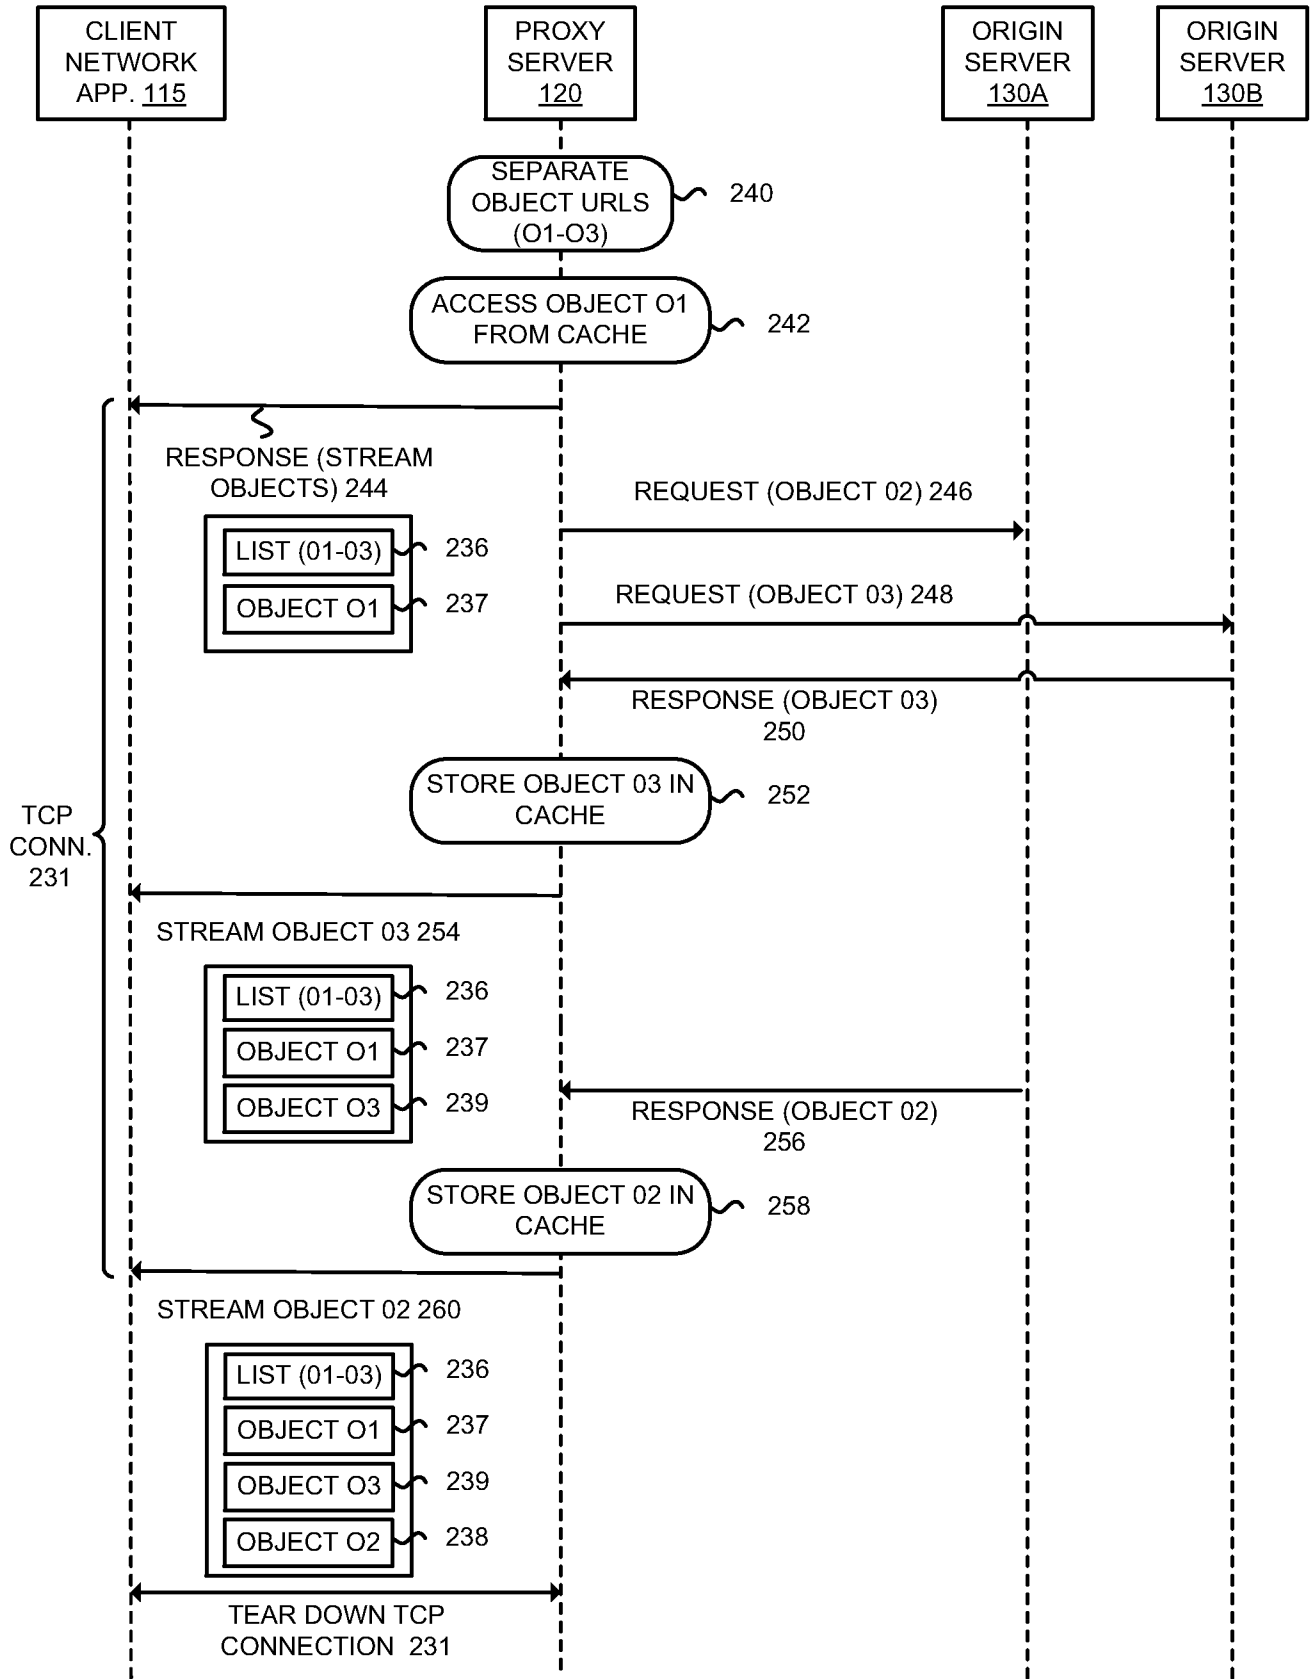 CLIENT
NETWORK
APP. 115
PROXY
SERVER
120
ORIGIN
SERVER
130A
ORIGIN
SERVER
130B
SEPARATE
OBJECT URLS
(O1-O3)
240
ACCESS OBJECT O1
FROM CACHE
242
RESPONSE (STREAM
OBJECTS) 244
LIST (01-03)
236
OBJECT O1
237
REQUEST (OBJECT 02) 246
REQUEST (OBJECT 03) 248
RESPONSE (OBJECT 03)
250
STORE OBJECT 03 IN
CACHE
252
TCP
CONN.
231
STREAM OBJECT 03 254
LIST (01-03)
236
OBJECT O1
237
OBJECT O3
239
RESPONSE (OBJECT 02)
256
STORE OBJECT 02 IN
CACHE
258
STREAM OBJECT 02 260
LIST (01-03)
236
OBJECT O1
237
OBJECT O3
239
OBJECT O2
238
TEAR DOWN TCP
CONNECTION 231